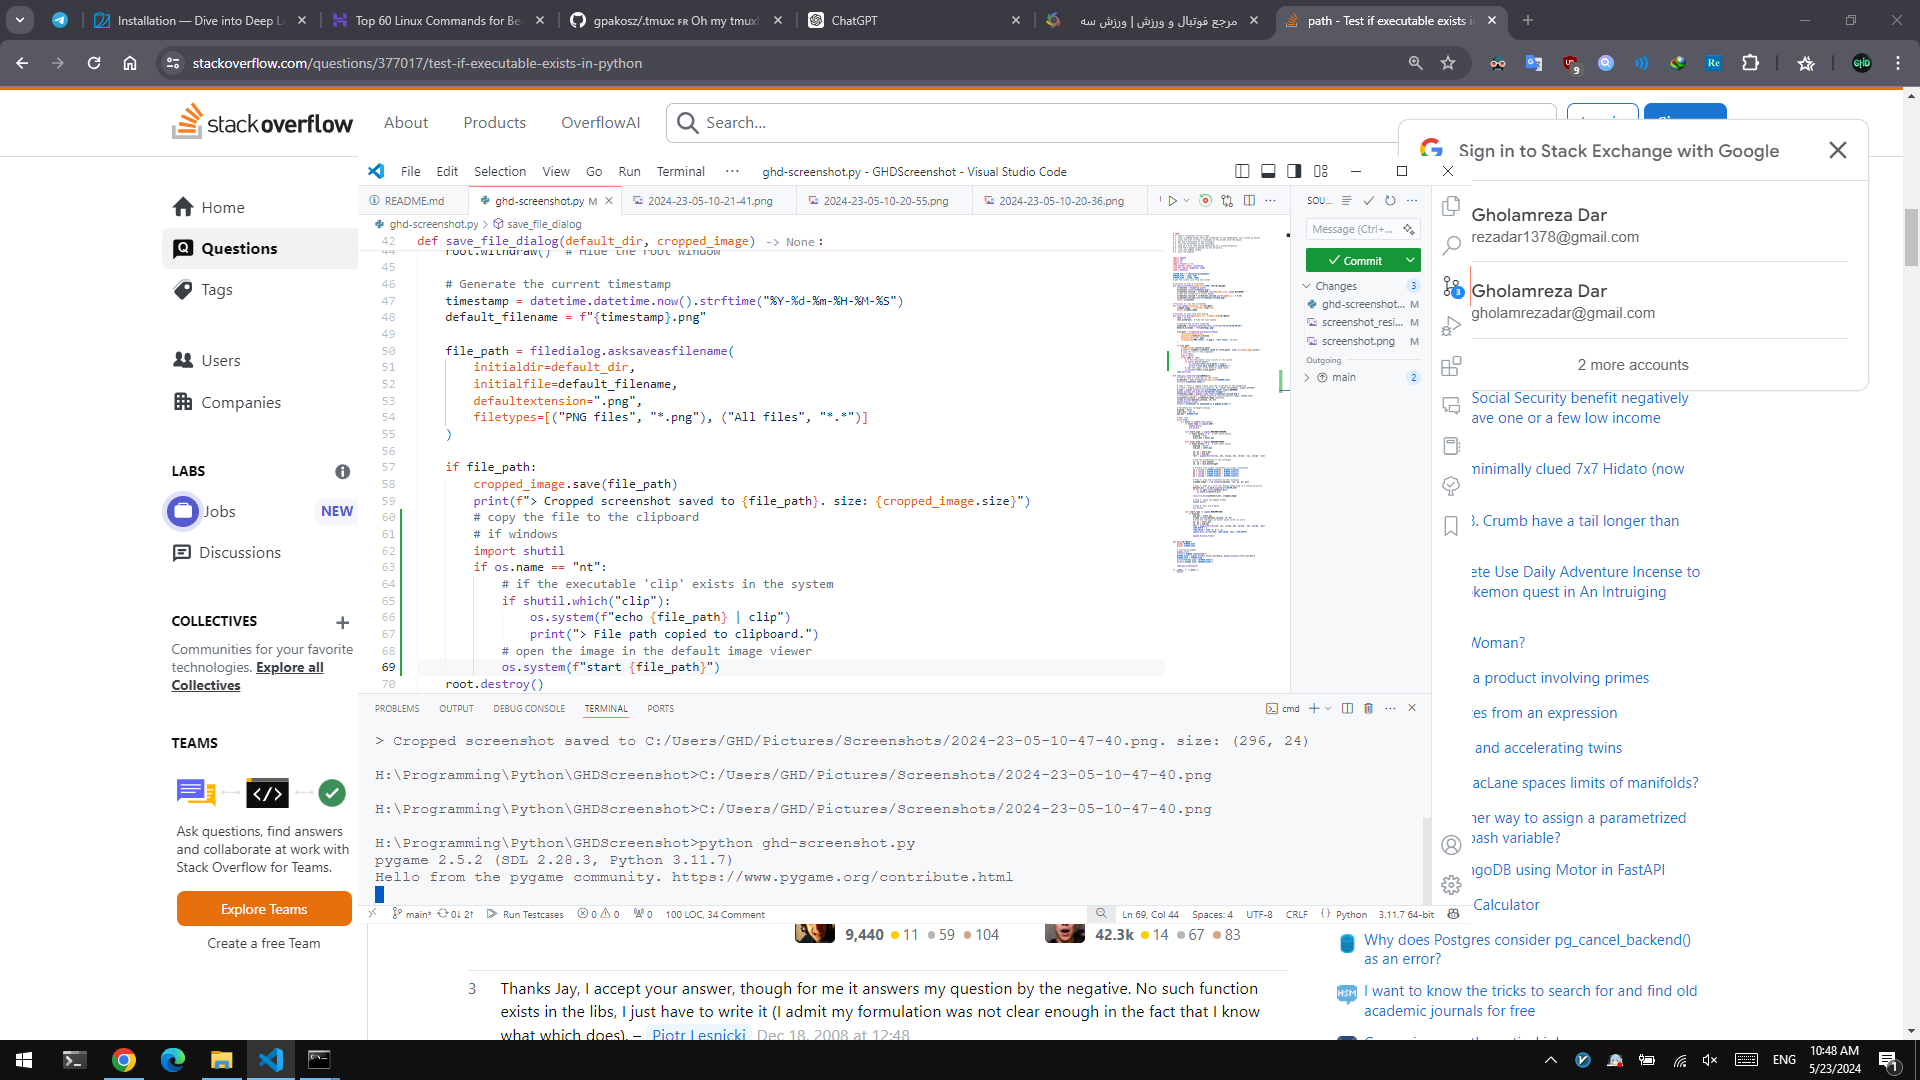 Installation — Dive into Deep L
Top 60 Linux Commands for Be
gpakosz/.tmux: FR Oh my tmux!
ChatGPT
مرجع فوتبال و ورزش | ورزش سه
path - Test if executable exists i
stackoverflow.com/questions/377017/test-if-executable-exists-in-python
9
Re
GHD
stackoverflow
About
Products
OverflowAI
Search...
Sign in to Stack Exchange with Google
Gholamreza Dar
rezadar1378@gmail.com
Gholamreza Dar
gholamrezadar@gmail.com
2 more accounts
Home
Questions
Tags
Users
Companies
LABS
Jobs
NEW
Discussions
COLLECTIVES
Communities for your favorite
technologies. Explore all
Collectives
TEAMS
Ask questions, find answers
and collaborate at work with
Stack Overflow for Teams.
Explore Teams
Create a free Team
File Edit Selection View Go Run Terminal ··· ghd-screenshot.py - GHDScreenshot - Visual Studio Code
README.md
ghd-screenshot.py M
2024-23-05-10-21-41.png
2024-23-05-10-20-55.png
2024-23-05-10-20-36.png
ghd-screenshot.py > save_file_dialog
42 def save_file_dialog(default_dir, cropped_image) -> None:
44 root.withdraw() # Hide the root window
45
46 # Generate the current timestamp
47 timestamp = datetime.datetime.now().strftime("%Y-%d-%m-%H-%M-%S")
48 default_filename = f"{timestamp}.png"
49
50 file_path = filedialog.asksaveasfilename(
51 initialdir=default_dir,
52 initialfile=default_filename,
53 defaultextension=".png",
54 filetypes=[("PNG files", "*.png"), ("All files", "*.*")]
55 )
56
57 if file_path:
58 cropped_image.save(file_path)
59 print(f"> Cropped screenshot saved to {file_path}. size: {cropped_image.size}")
60 # copy the file to the clipboard
61 # if windows
62 import shutil
63 if os.name == "nt":
64 # if the executable 'clip' exists in the system
65 if shutil.which("clip"):
66 os.system(f"echo {file_path} | clip")
67 print("> File path copied to clipboard.")
68 # open the image in the default image viewer
69 os.system(f"start {file_path}")
70 root.destroy()
SOU...
Message (Ctrl+...
Commit
Changes 3
ghd-screenshot... M
screenshot_resi... M
screenshot.png M
Outgoing
main 2
3
PROBLEMS OUTPUT DEBUG CONSOLE TERMINAL PORTS
cmd
> Cropped screenshot saved to C:/Users/GHD/Pictures/Screenshots/2024-23-05-10-47-40.png. size: (296, 24)
H:\Programming\Python\GHDScreenshot>C:/Users/GHD/Pictures/Screenshots/2024-23-05-10-47-40.png
H:\Programming\Python\GHDScreenshot>C:/Users/GHD/Pictures/Screenshots/2024-23-05-10-47-40.png
H:\Programming\Python\GHDScreenshot>python ghd-screenshot.py
pygame 2.5.2 (SDL 2.28.3, Python 3.11.7)
Hello from the pygame community. https://www.pygame.org/contribute.html
main* 0↓ 2↑ Run Testcases 0 0 0 100 LOC, 34 Comment
Ln 69, Col 44 Spaces: 4 UTF-8 CRLF Python 3.11.7 64-bit
Social Security benefit negatively
ave one or a few low income
minimally clued 7x7 Hidato (now
3. Crumb have a tail longer than
ete Use Daily Adventure Incense to
kemon quest in An Intruiging
Woman?
a product involving primes
es from an expression
and accelerating twins
acLane spaces limits of manifolds?
her way to assign a parametrized
bash variable?
ngoDB using Motor in FastAPI
Calculator
Why does Postgres consider pg_cancel_backend()
as an error?
HSM
I want to know the tricks to search for and find old
academic journals for free
9,440 11 59 104
42.3k 14 67 83
3 Thanks Jay, I accept your answer, though for me it answers my question by the negative. No such function
exists in the libs, I just have to write it (I admit my formulation was not clear enough in the fact that I know
what which does). – Piotr Lesnicki Dec 18, 2008 at 12:48
ENG
10:48 AM
5/23/2024
1